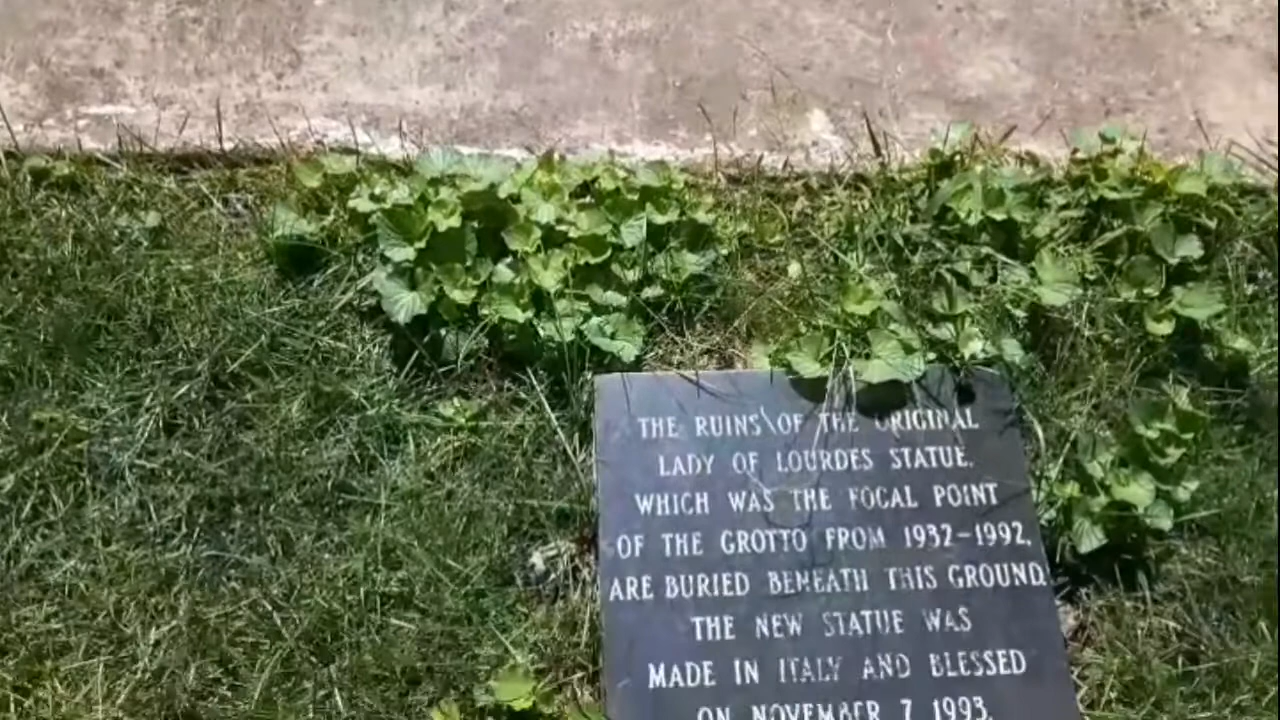 THE RUINS OF THE ORIGINAL
LADY OF LOURDES STATUE.
WHICH WAS THE FOCAL POINT
OF THE GROTTO FROM 1932-1992,
ARE BURIED BENEATH THIS GROUND.
THE NEW STATUE WAS
MADE IN ITALY AND BLESSED
ON NOVEMBER 7, 1993.